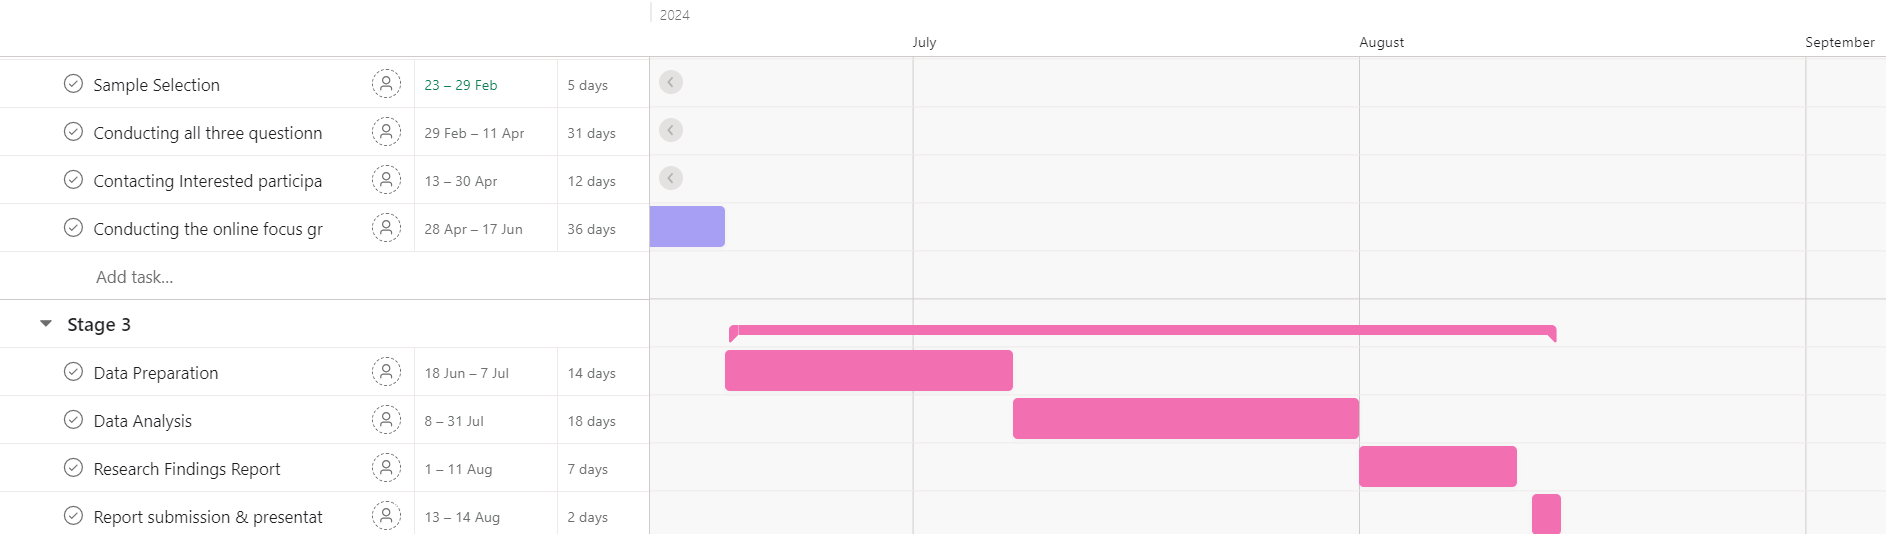 2024
July August September
Sample Selection 23 – 29 Feb 5 days
Conducting all three questionn 29 Feb – 11 Apr 31 days
Contacting Interested participa 13 – 30 Apr 12 days
Conducting the online focus gr 28 Apr – 17 Jun 36 days
Add task...
Stage 3
Data Preparation 18 Jun – 7 Jul 14 days
Data Analysis 8 – 31 Jul 18 days
Research Findings Report 1 – 11 Aug 7 days
Report submission & presentat 13 – 14 Aug 2 days